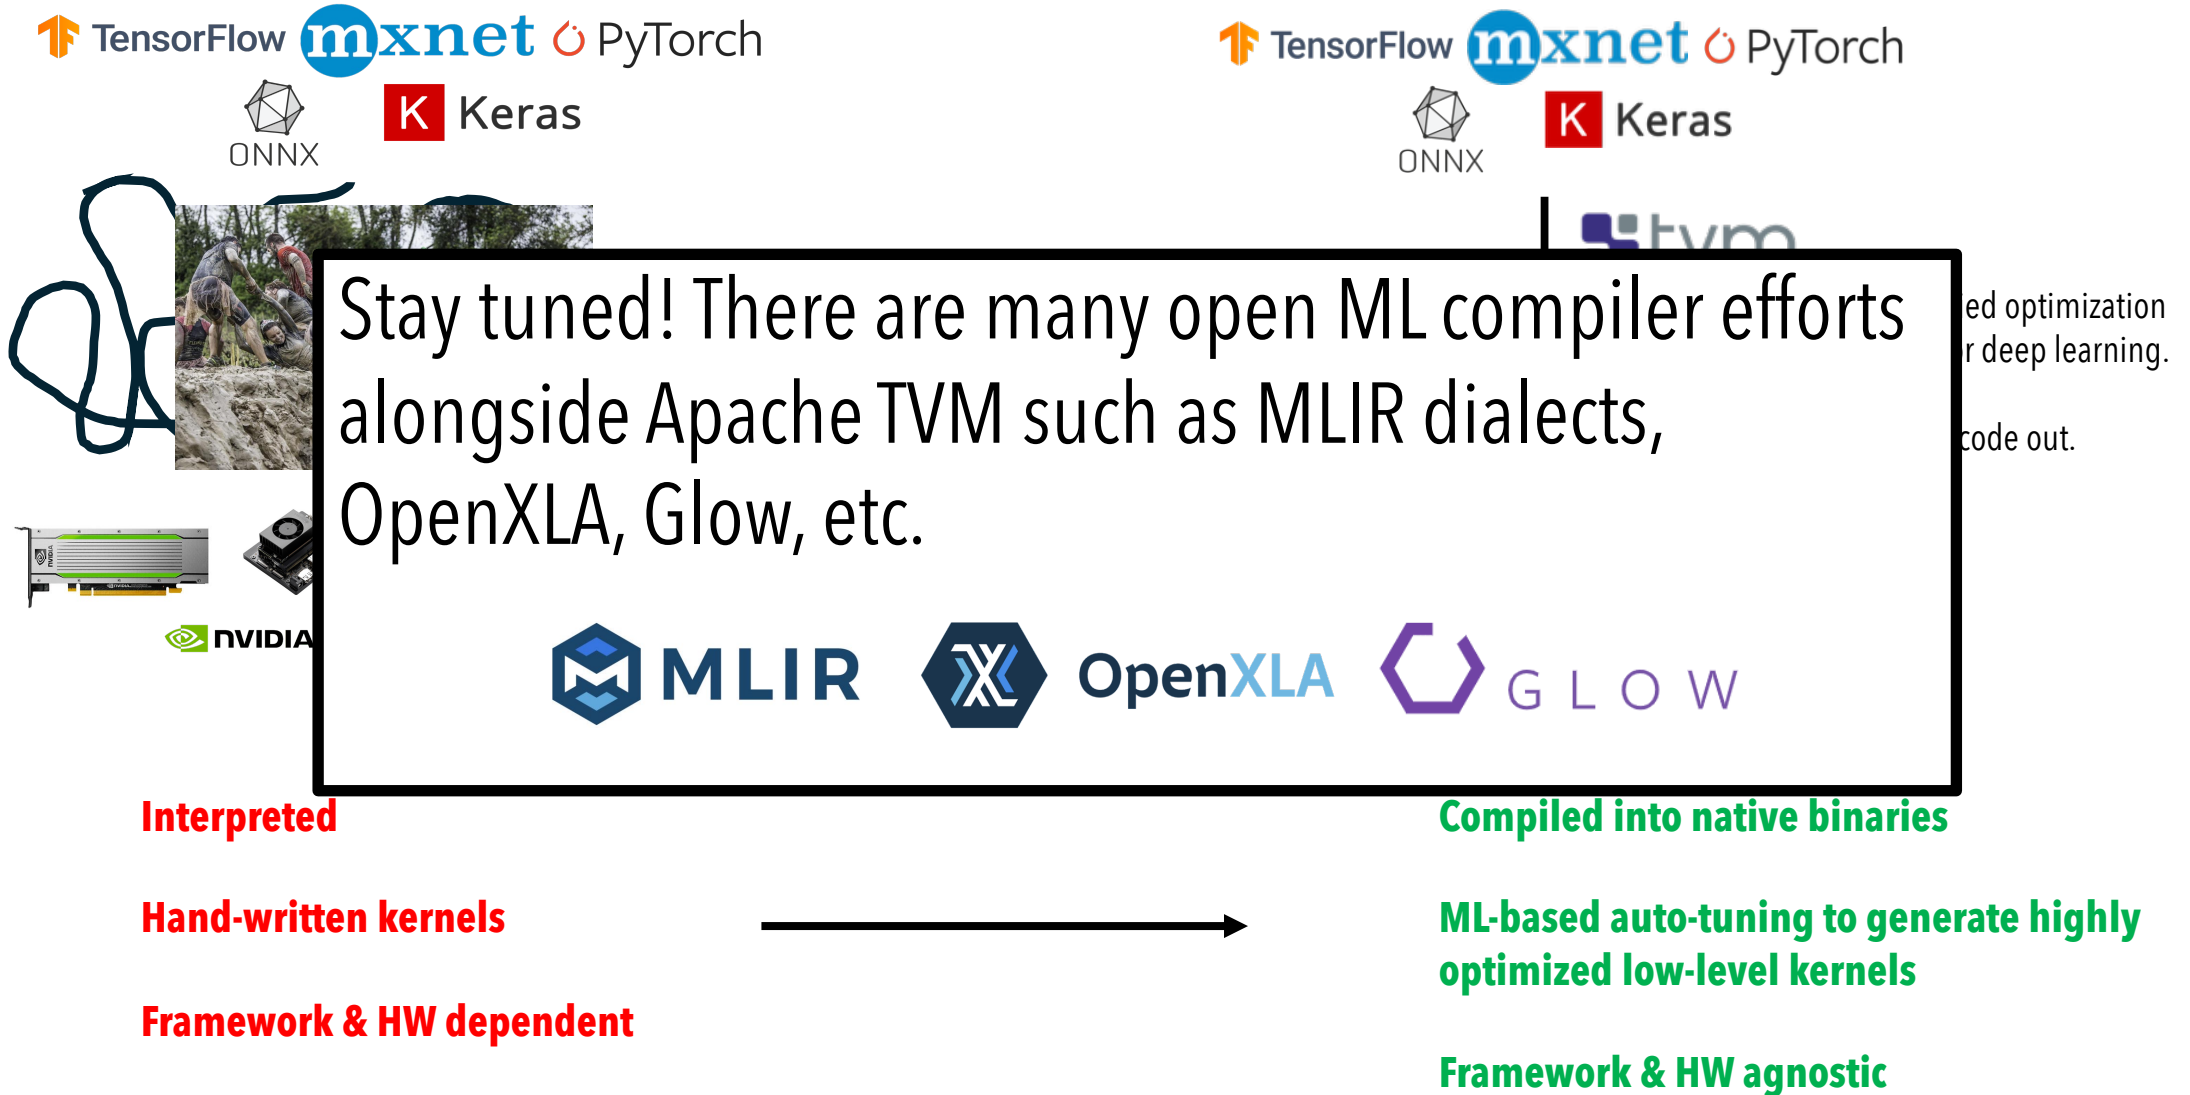 TensorFlow mxnet PyTorch
ONNX
K Keras
TensorFlow mxnet PyTorch
ONNX
K Keras
tvm
optimization
deep learning.
code out.
Stay tuned! There are many open ML compiler efforts
alongside Apache TVM such as MLIR dialects,
OpenXLA, Glow, etc.
MLIR OpenXLA GLOW
NVIDIA
NVIDIA
Interpreted
Hand-written kernels
Framework & HW dependent
Compiled into native binaries
ML-based auto-tuning to generate highly
optimized low-level kernels
Framework & HW agnostic